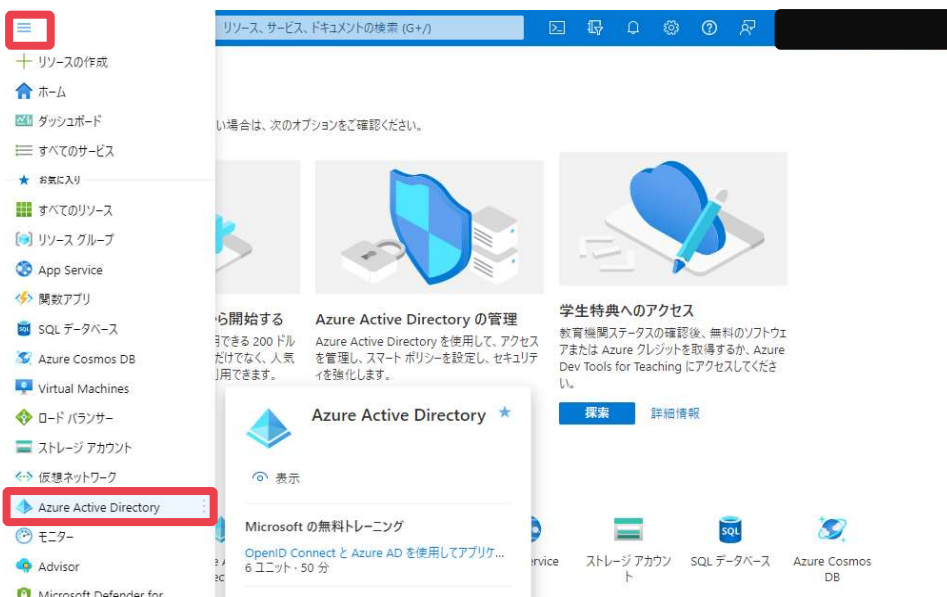 リソース、サービス、ドキュメントの検索 (G+/)
リソースの作成
ホーム
ダッシュボード
すべてのサービス
お気に入り
すべてのリソース
リソース グループ
App Service
関数アプリ
SQL データベース
Azure Cosmos DB
Virtual Machines
ロード バランサー
ストレージ アカウント
仮想ネットワーク
Azure Active Directory
モニター
Advisor
Microsoft Defender for
い場合は、次のオプションをご確認ください。
ら開始する
できる 200 ドル
だけでなく、人気
用できます。
Azure Active Directory の管理
Azure Active Directory を使用して、アクセス
を管理し、スマート ポリシーを設定し、セキュリテ
ィを強化します。
学生特典へのアクセス
教育機関ステータスの確認後、無料のソフトウェ
アまたは Azure クレジットを取得するか、Azure
Dev Tools for Teaching にアクセスしてくださ
い。
探索
詳細情報
Azure Active Directory
表示
Microsoft の無料トレーニング
OpenID Connect と Azure AD を使用してアプリケ...
6 ユニット · 50 分
ervice
ストレージ アカウン
ト
SQL
SQL データベース
Azure Cosmos
DB